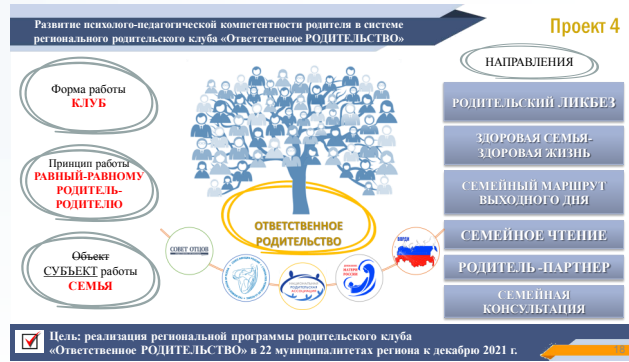 Развитие психолого-педагогической компетентности родителя в системе
регионального родительского клуба «Ответственное РОДИТЕЛЬСТВО»
Проект 4
Форма работы
КЛУБ
Принцип работы
РАВНЫЙ-РАВНОМУ
РОДИТЕЛЬ-
РОДИТЕЛЮ
Объект
СУБЪЕКТ работы
СЕМЬЯ
ОТВЕТСТВЕННОЕ
РОДИТЕЛЬСТВО
СОВЕТ ОТЦОВ
НАПРАВЛЕНИЯ
РОДИТЕЛЬСКИЙ ЛИКБЕЗ
ЗДОРОВАЯ СЕМЬЯ-
ЗДОРОВАЯ ЖИЗНЬ
СЕМЕЙНЫЙ МАРШРУТ
ВЫХОДНОГО ДНЯ
СЕМЕЙНОЕ ЧТЕНИЕ
РОДИТЕЛЬ -ПАРТНЕР
СЕМЕЙНАЯ
КОНСУЛЬТАЦИЯ
Цель: реализация региональной программы родительского клуба
«Ответственное РОДИТЕЛЬСТВО» в 22 муниципалитетах региона к декабрю 2021 г.
18